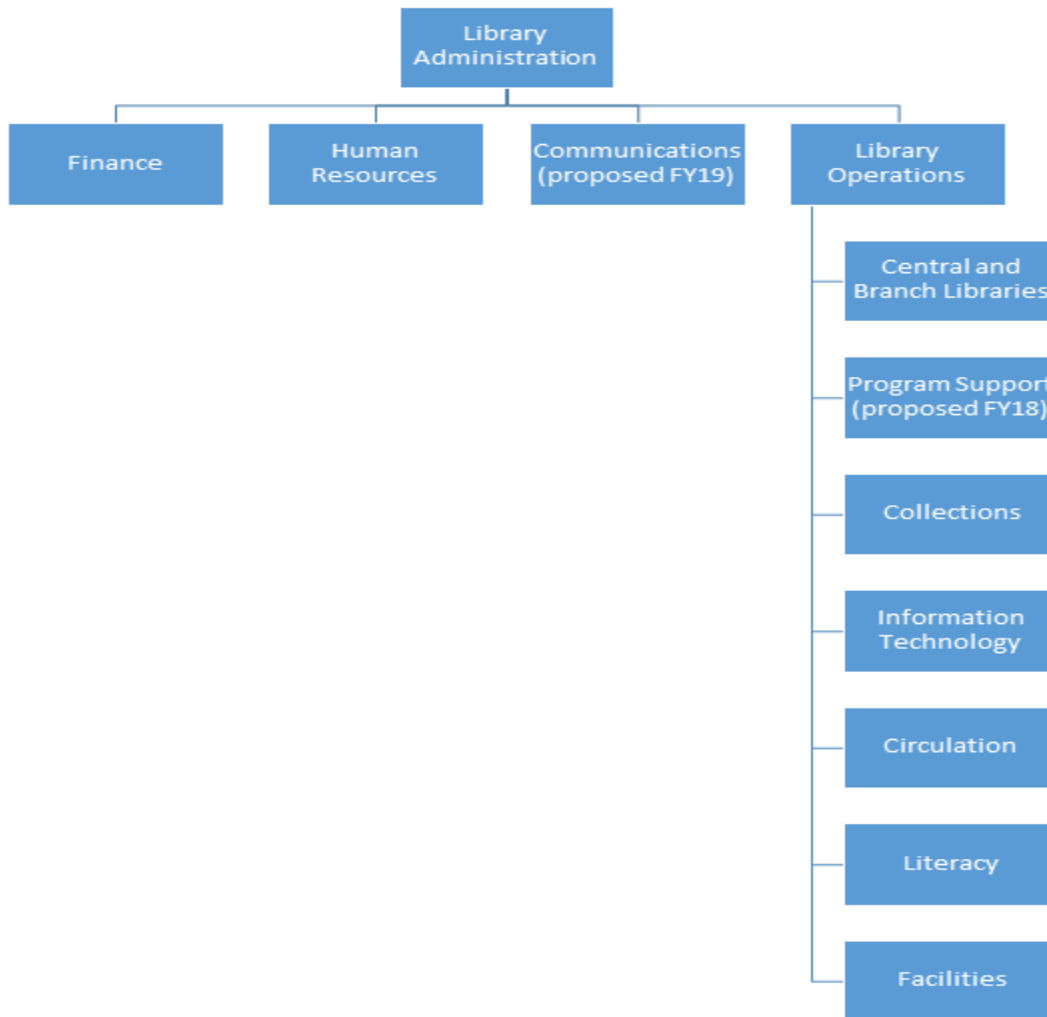 Library
Administration
Finance
Human
Resources
Communications
(proposed FY19)
Library
Operations
Central and
Branch Libraries
Program Support
(proposed FY18)
Collections
Information
Technology
Circulation
Literacy
Facilities